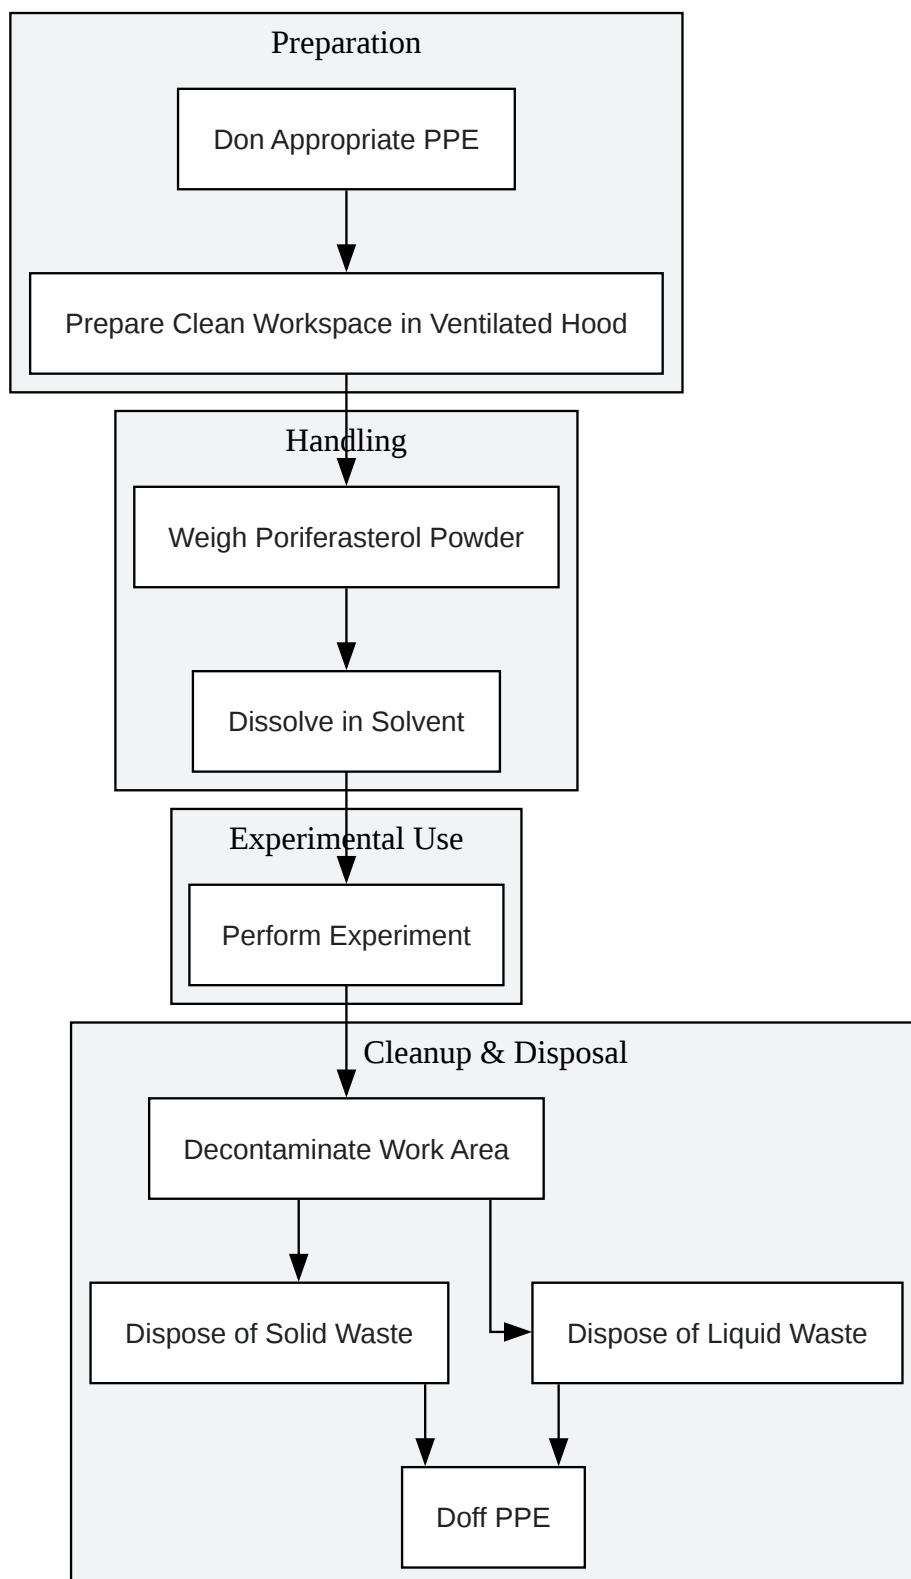 Preparation
Don Appropriate PPE
Prepare Clean Workspace in Ventilated Hood
Handling
Weigh Poriferasterol Powder
Dissolve in Solvent
Experimental Use
Perform Experiment
Cleanup & Disposal
Decontaminate Work Area
Dispose of Solid Waste
Dispose of Liquid Waste
Doff PPE